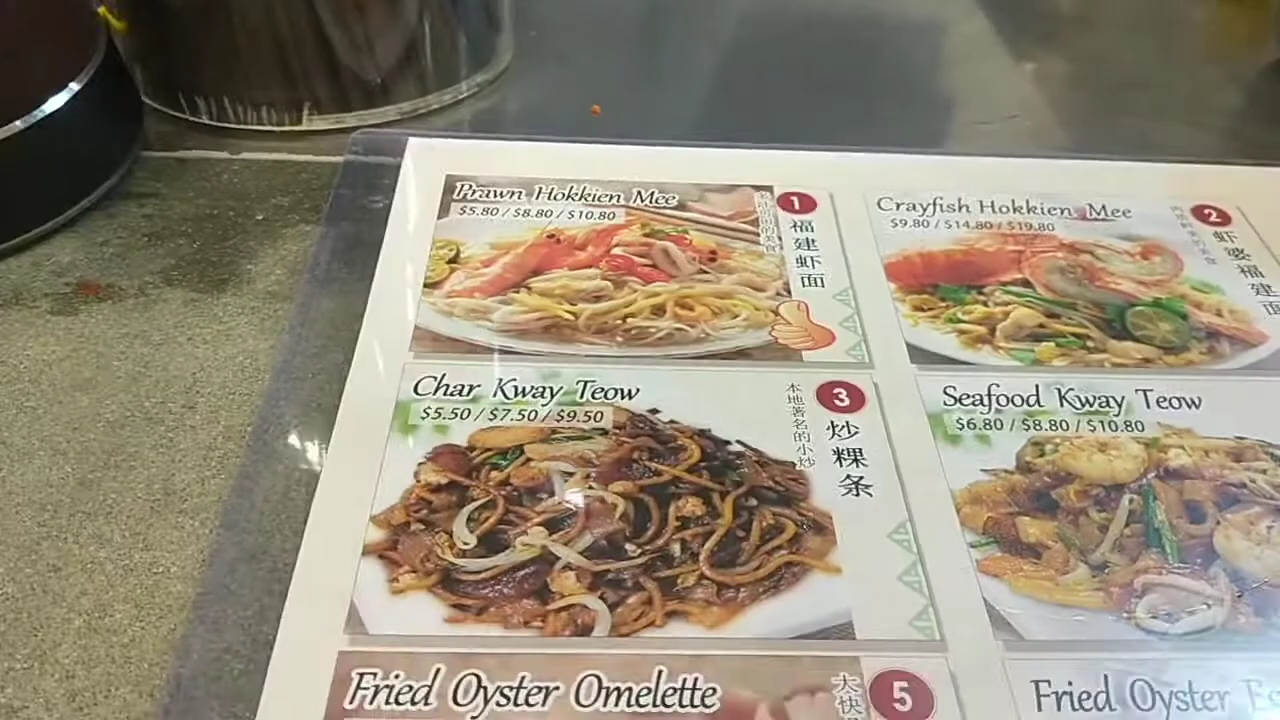 Prawn Hokkien Mee
$5.80 / $8.80 / $10.80
1
福建虾面
Crayfish Hokkien Mee
$9.80 / $14.80 / $19.80
2
虾婆福建面
Char Kway Teow
$5.50 / $7.50 / $9.50
本地著名的小炒
3
炒粿条
Seafood Kway Teow
$6.80 / $8.80 / $10.80
Fried Oyster Omelette
大快
5
Fried Oyster